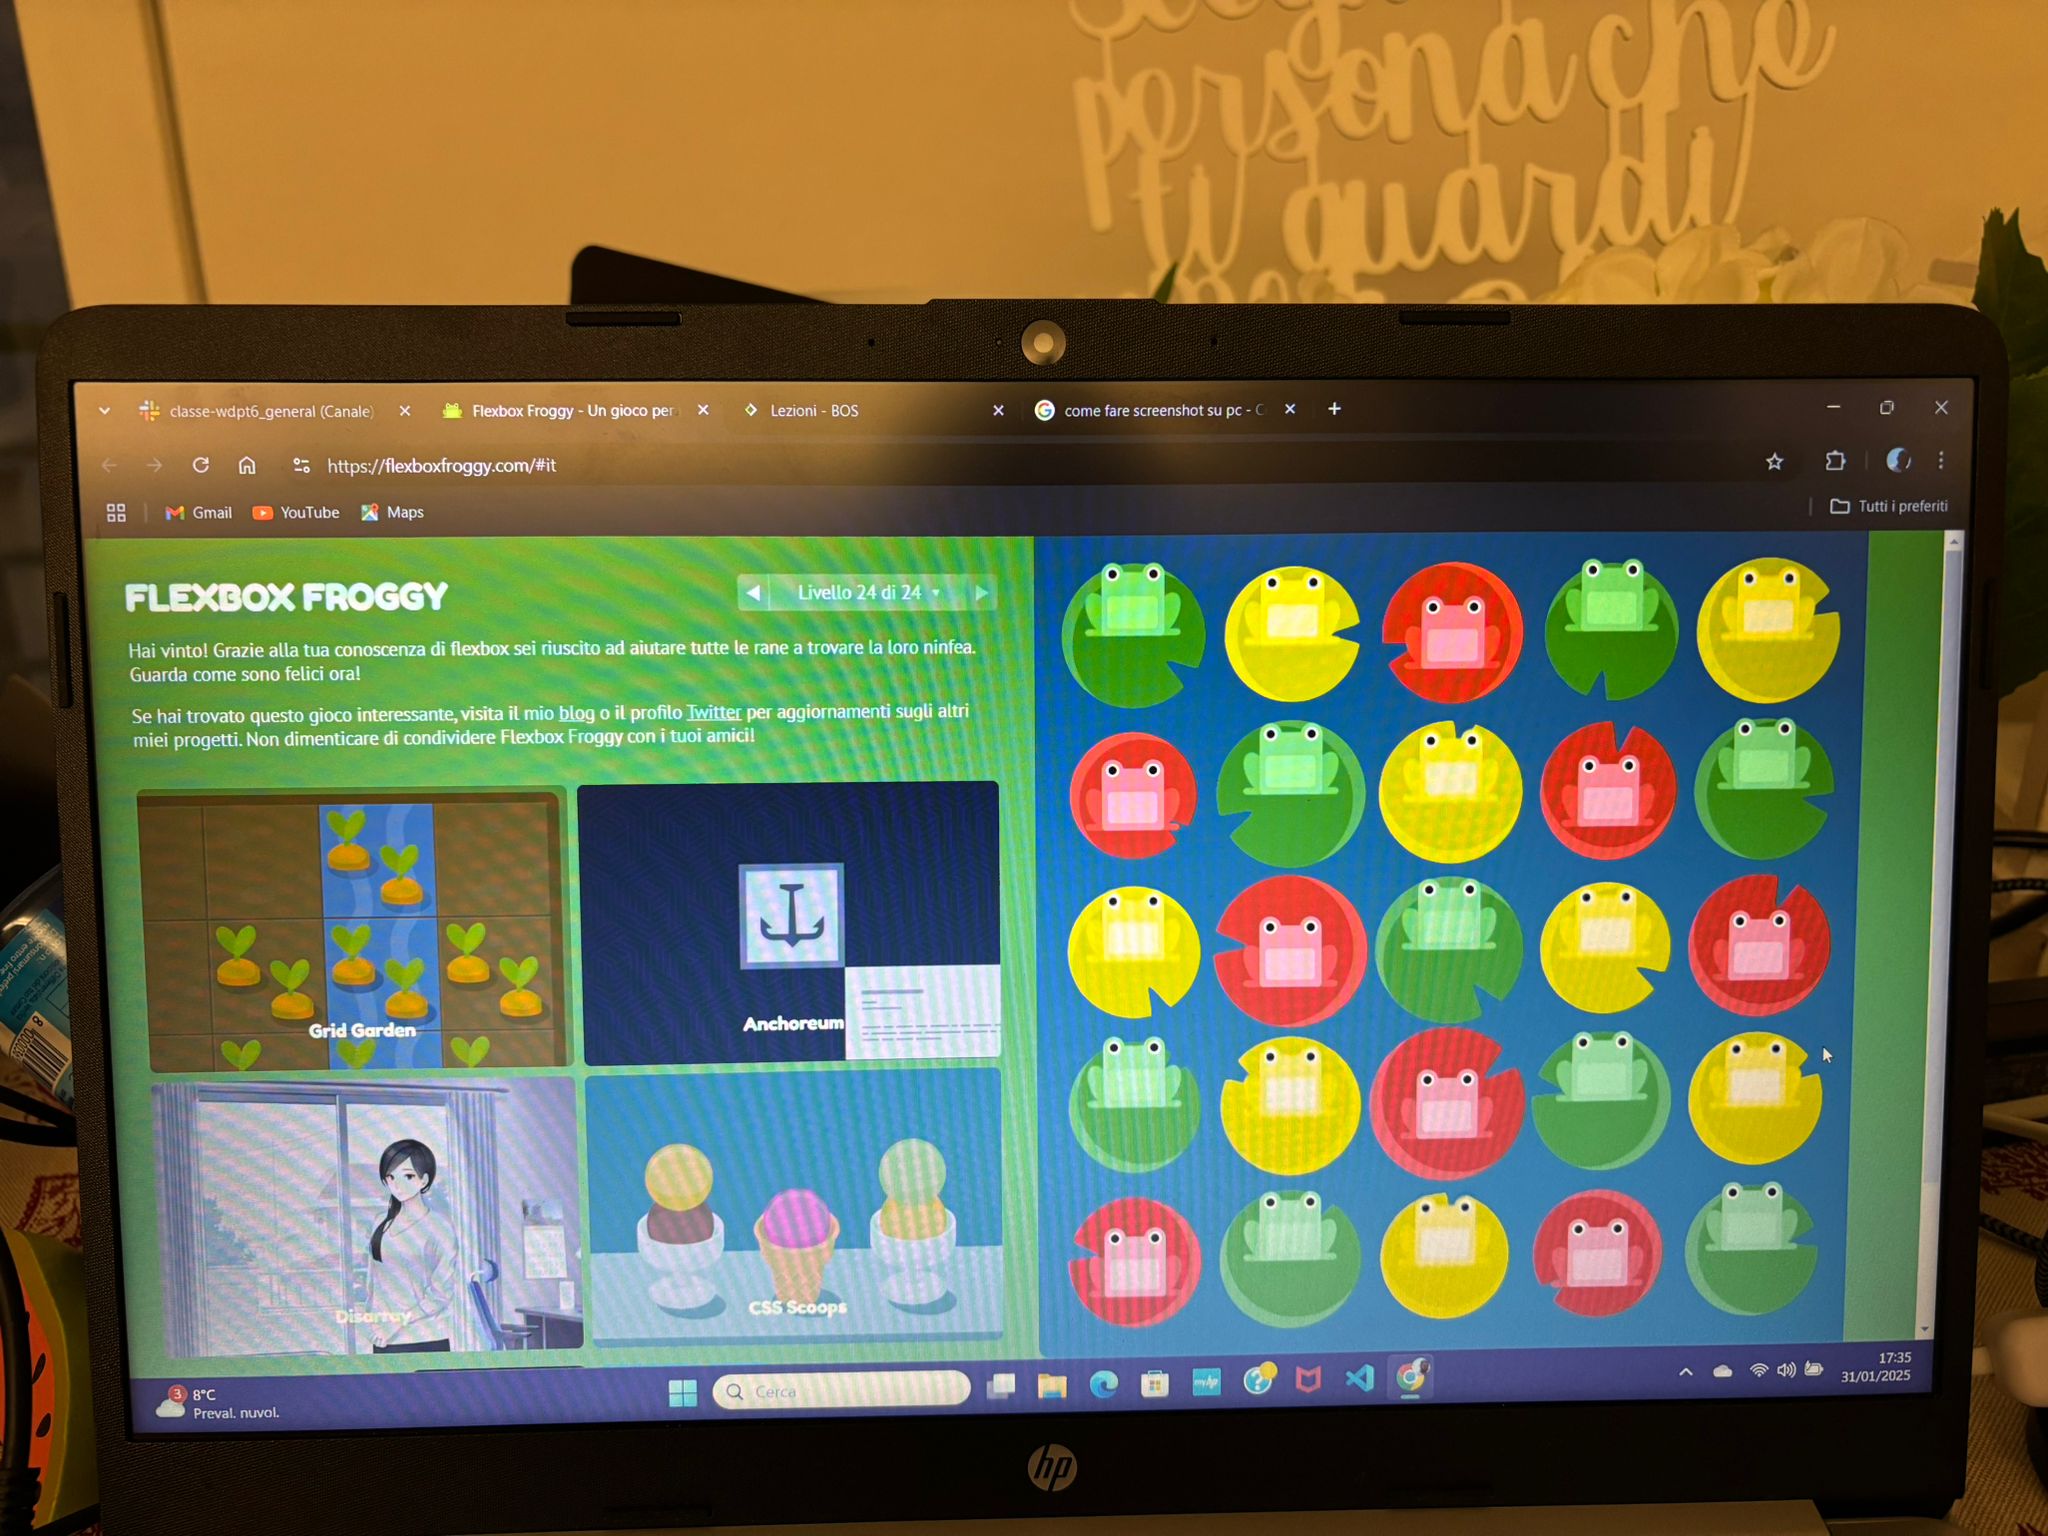 persona che
ti guardi
classe-wdpt6_general (Canale)
Flexbox Froggy - Un gioco per
Lezioni - BOS
come fare screenshot su pc - C
https://flexboxfroggy.com/#it
Gmail
YouTube
Maps
Tutti i preferiti
FLEXBOX FROGGY
Livello 24 di 24
Hai vinto! Grazie alla tua conoscenza di flexbox sei riuscito ad aiutare tutte le rane a trovare la loro ninfea.
Guarda come sono felici ora!
Se hai trovato questo gioco interessante, visita il mio blog o il profilo Twitter per aggiornamenti sugli altri
miei progetti. Non dimenticare di condividere Flexbox Froggy con i tuoi amici!
Grid Garden
Anchoreum
Disarray
CSS Scoops
3
8°C
Preval. nuvol.
Cerca
myhp
17:35
31/01/2025
hp